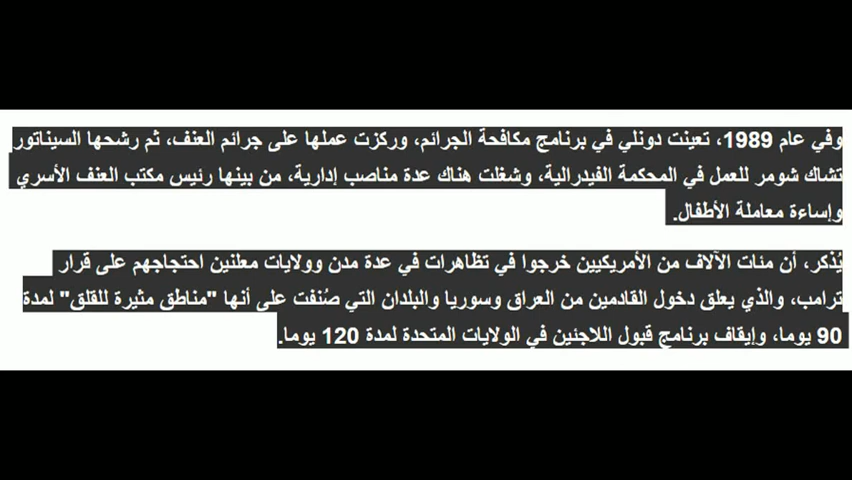 وفي عام 1989، تعينت دونلي في برنامج مكافحة الجرائم، وركزت عملها على جرائم العنف، ثم رشحها السيناتور
تشاك شومر للعمل في المحكمة الفيدرالية، وشغلت هناك عدة مناصب إدارية، من بينها رئيس مكتب العنف الأسري
وإساءة معاملة الأطفال.
يُذكر، أن مئات الآلاف من الأمريكيين خرجوا في تظاهرات في عدة مدن وولايات معلنين احتجاجهم على قرار
ترامب، والذي يعلق دخول القادمين من العراق وسوريا والبلدان التي صُنفت على أنها "مناطق مثيرة للقلق" لمدة
90 يوما، وإيقاف برنامج قبول اللاجئين في الولايات المتحدة لمدة 120 يوما.